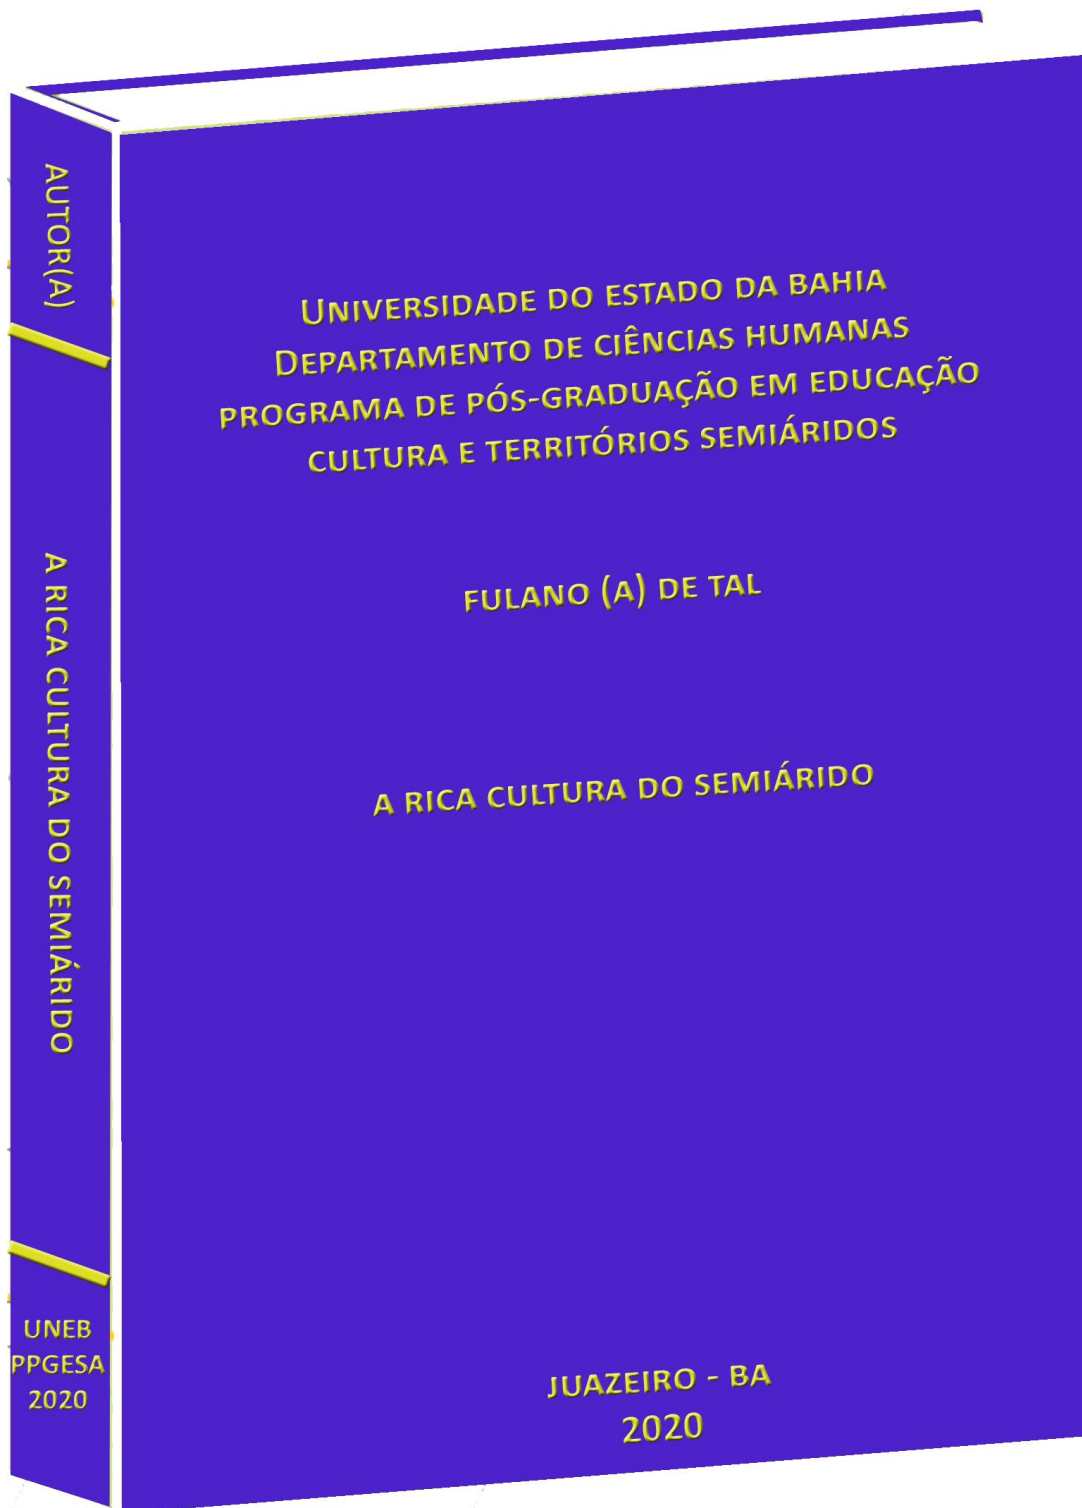 AUTOR(A)
A RICA CULTURA DO SEMIÁRIDO
UNEB
PPGESA
2020
UNIVERSIDADE DO ESTADO DA BAHIA
DEPARTAMENTO DE CIÊNCIAS HUMANAS
PROGRAMA DE PÓS-GRADUAÇÃO EM EDUCAÇÃO
CULTURA E TERRITÓRIOS SEMIÁRIDOS
FULANO (A) DE TAL
A RICA CULTURA DO SEMIÁRIDO
JUAZEIRO - BA
2020